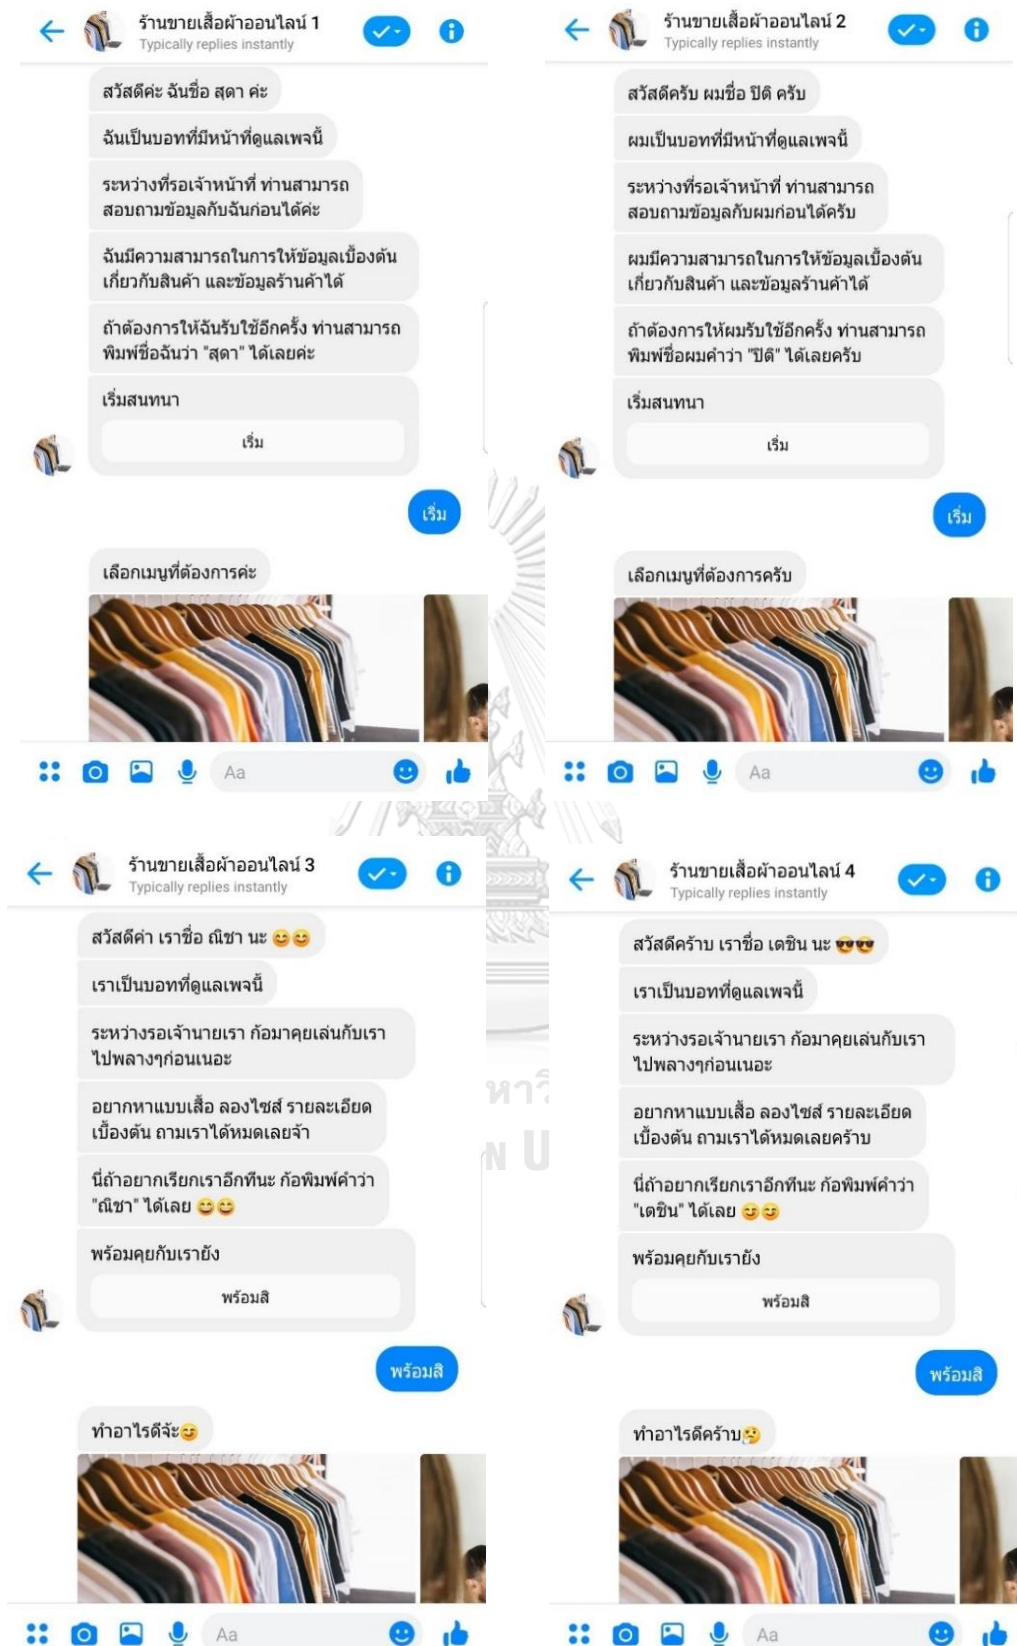 ร้านขายเสื้อผ้าออนไลน์ 1
Typically replies instantly
สวัสดีค่ะ ฉันชื่อ สุดา ค่ะ
ฉันเป็นบอทที่มีหน้าที่ดูแลเพจนี้
ระหว่างที่รอเจ้าหน้าที่ ท่านสามารถ
สอบถามข้อมูลกับฉันก่อนได้ค่ะ
ฉันมีความสามารถในการให้ข้อมูลเบื้องต้น
เกี่ยวกับสินค้า และข้อมูลร้านค้าได้
ถ้าต้องการให้ฉันรับใช้อีกครั้ง ท่านสามารถ
พิมพ์ชื่อฉันว่า "สุดา" ได้เลยค่ะ
เริ่มสนทนา
เริ่ม
เริ่ม
เลือกเมนูที่ต้องการค่ะ
Aa
ร้านขายเสื้อผ้าออนไลน์ 2
Typically replies instantly
สวัสดีครับ ผมชื่อ ปิติ ครับ
ผมเป็นบอทที่มีหน้าที่ดูแลเพจนี้
ระหว่างที่รอเจ้าหน้าที่ ท่านสามารถ
สอบถามข้อมูลกับผมก่อนได้ครับ
ผมมีความสามารถในการให้ข้อมูลเบื้องต้น
เกี่ยวกับสินค้า และข้อมูลร้านค้าได้
ถ้าต้องการให้ผมรับใช้อีกครั้ง ท่านสามารถ
พิมพ์ชื่อผมคำว่า "ปิติ" ได้เลยครับ
เริ่มสนทนา
เริ่ม
เริ่ม
เลือกเมนูที่ต้องการครับ
Aa
ร้านขายเสื้อผ้าออนไลน์ 3
Typically replies instantly
สวัสดีค่า เราชื่อ ณิชา นะ 😊😊
เราเป็นบอทที่ดูแลเพจนี้
ระหว่างรอเจ้านายเรา ก้อมาคุยเล่นกับเรา
ไปพลางๆก่อนเนอะ
อยากหาแบบเสื้อ ลองไซส์ รายละเอียด
เบื้องต้น ถามเราได้หมดเลยจ้า
นี่ถ้าอยากเรียกเราอีกทีนะ ก้อพิมพ์คำว่า
"ณิชา" ได้เลย 😄😄
พร้อมคุยกับเรายัง
พร้อมสิ
พร้อมสิ
ทำอาไรดีจ้ะ😊
Aa
ร้านขายเสื้อผ้าออนไลน์ 4
Typically replies instantly
สวัสดีคร้าบ เราชื่อ เตชิน นะ 😎😎
เราเป็นบอทที่ดูแลเพจนี้
ระหว่างรอเจ้านายเรา ก้อมาคุยเล่นกับเรา
ไปพลางๆก่อนเนอะ
อยากหาแบบเสื้อ ลองไซส์ รายละเอียด
เบื้องต้น ถามเราได้หมดเลยคร้าบ
นี่ถ้าอยากเรียกเราอีกทีนะ ก้อพิมพ์คำว่า
"เตชิน" ได้เลย 😏😏
พร้อมคุยกับเรายัง
พร้อมสิ
พร้อมสิ
ทำอาไรดีคร้าบ🤔
Aa